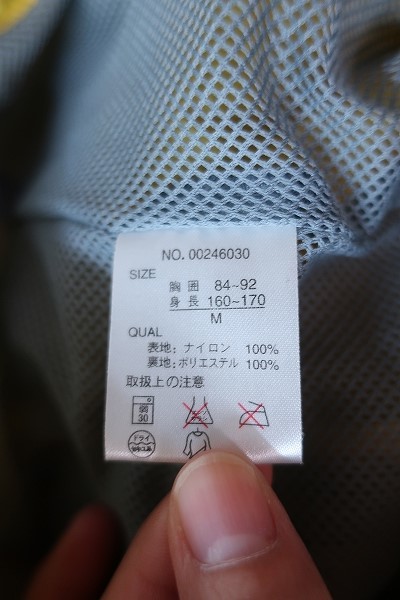 NO. 00246030
SIZE
胸囲 84~92
身長 160~170
M
QUAL
表地: ナイロン 100%
裏地: ポリエステル 100%
取扱上の注意
弱
30
ドライ